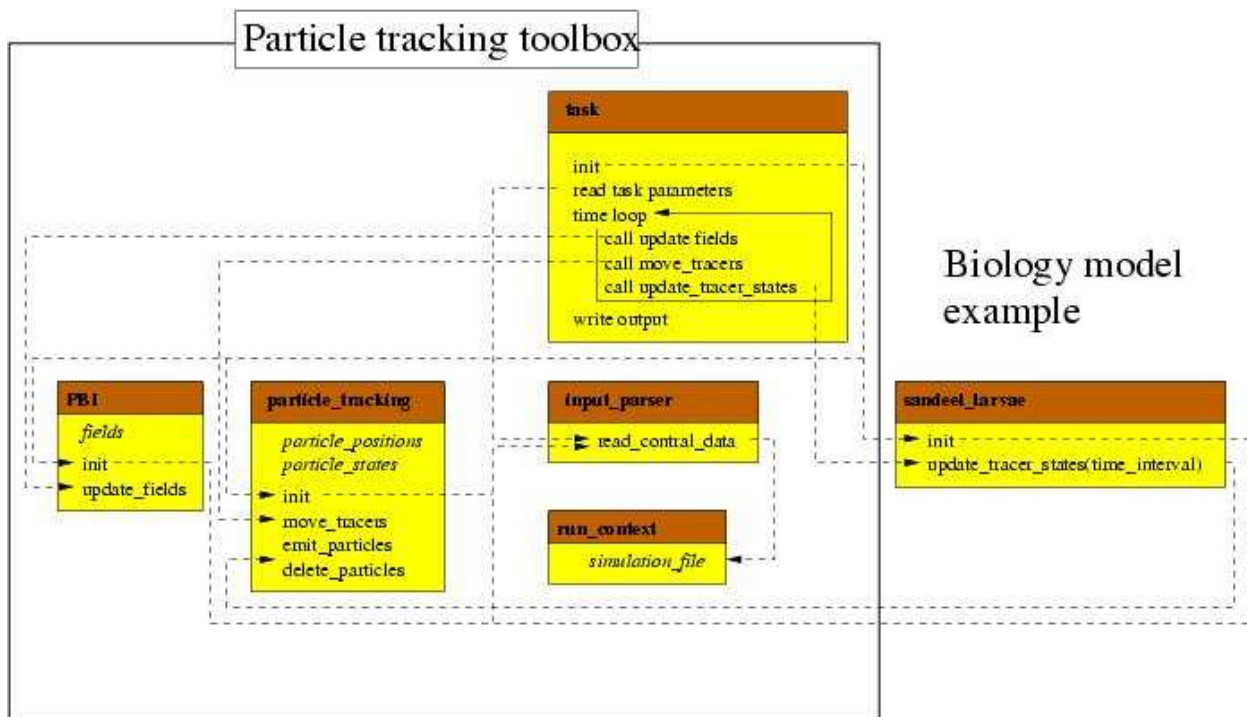 Particle tracking toolbox
task
init
read task parameters
time loop
call update fields
call move_tracers
call update_tracer_states
write output
Biology model
example
PBI
fields
init
update_fields
particle_tracking
particle_positions
particle_states
init
move_tracers
emit_particles
delete_particles
input_parser
read_control_data
run_context
simulation_file
sandeel_larvae
init
update_tracer_states(time_interval)